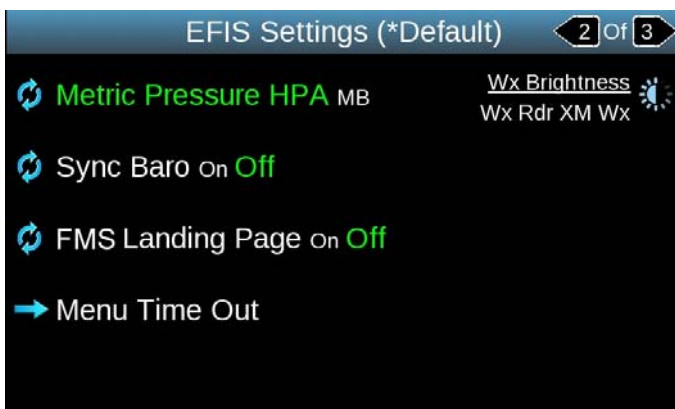 EFIS Settings (*Default) 2 Of 3
Metric Pressure HPA MB
Wx Brightness
Wx Rdr XM Wx
Sync Baro On Off
FMS Landing Page On Off
Menu Time Out